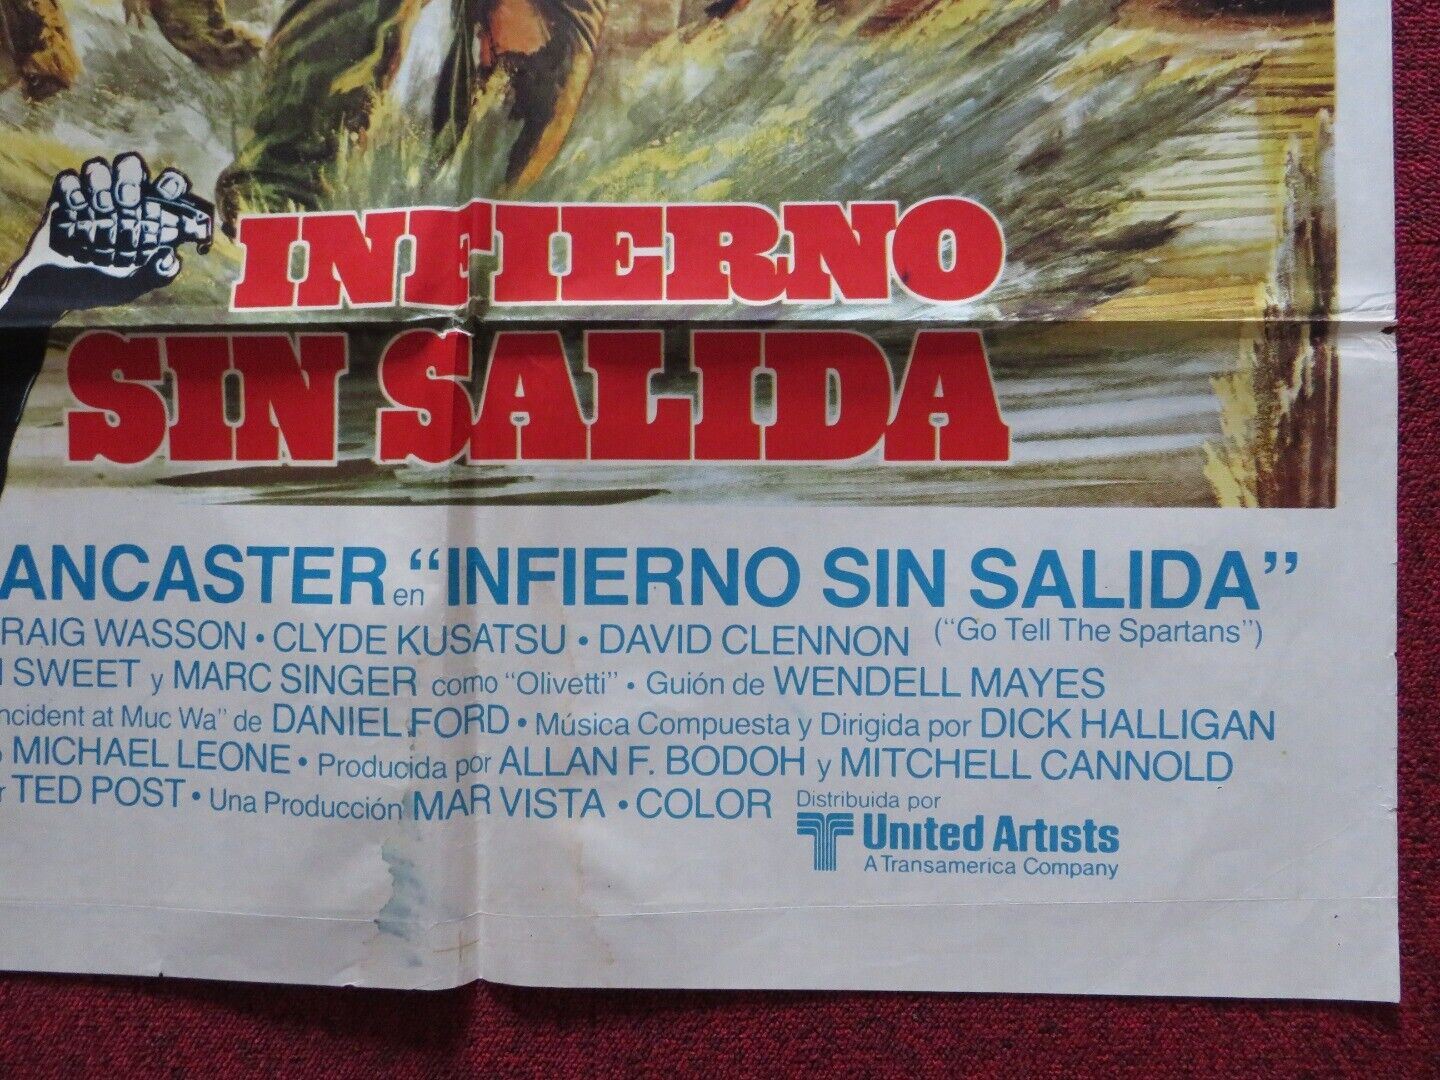 INFIERNO
SIN SALIDA
ANCASTER en “INFIERNO SIN SALIDA”
RAIG WASSON • CLYDE KUSATSU • DAVID CLENNON (“Go Tell The Spartans”)
SWEET y MARC SINGER como “Olivetti” • Guión de WENDELL MAYES
ncident at Muc Wa” de DANIEL FORD • Música Compuesta y Dirigida por DICK HALLIGAN
MICHAEL LEONE • Producida por ALLAN F. BODOH y MITCHELL CANNOLD
TED POST • Una Producción MAR VISTA • COLOR Distribuida por
United Artists
A Transamerica Company